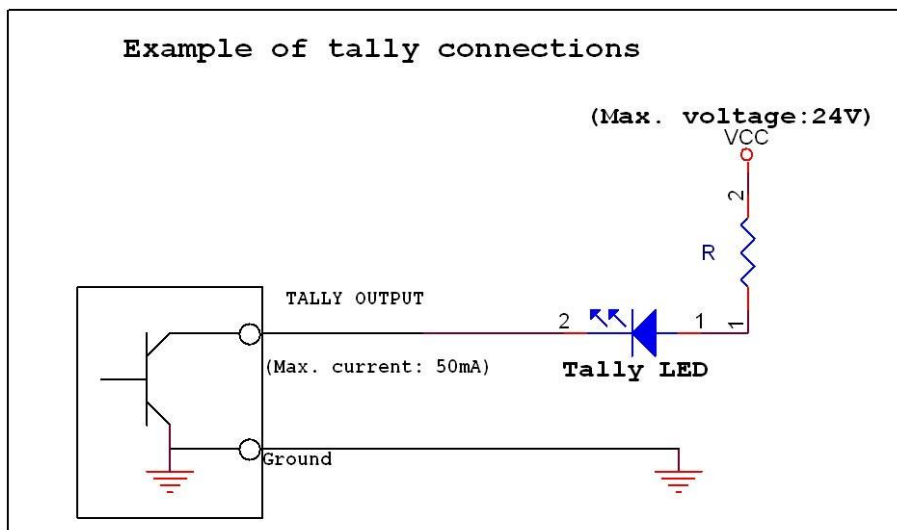 Example of tally connections
(Max. voltage:24V)
VCC
2
R
1
TALLY OUTPUT
2
1
(Max. current: 50mA)
Tally LED
Ground